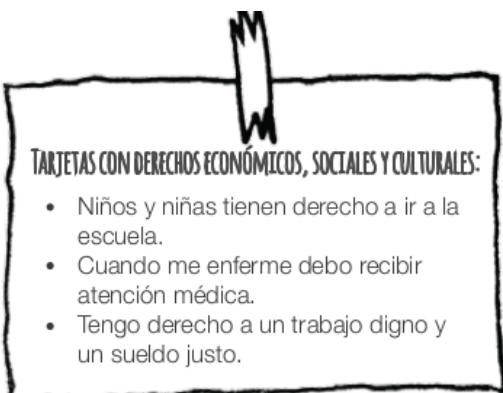 TARJETAS CON DERECHOS ECONÓMICOS, SOCIALES Y CULTURALES:
• Niños y niñas tienen derecho a ir a la
escuela.
• Cuando me enferme debo recibir
atención médica.
• Tengo derecho a un trabajo digno y
un sueldo justo.